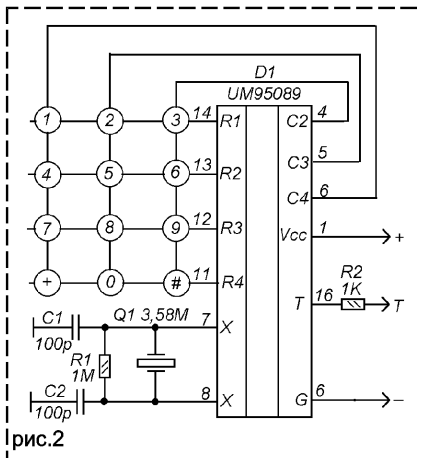 D1
UM95089
1 2 3 14 R1 C2 4
4 5 6 13 R2 C3 5
C4 6
7 8 9 12 R3 Vcc 1 +
+ 0 # 11 R4
R2
1K
T 16 T
C1 Q1 3,58M 7 X
100p
R1
1M
C2 8 X G 6 –
100p
рис.2